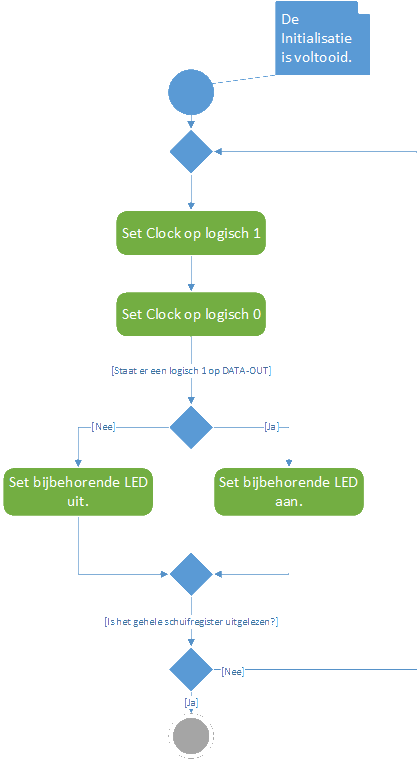 De
Initialisatie
is voltooid.
Set Clock op logisch 1
Set Clock op logisch 0
[Staat er een logisch 1 op DATA-OUT]
[Nee]
[Ja]
Set bijbehorende LED
uit.
Set bijbehorende LED
aan.
[Is het gehele schuifregister uitgelezen?]
[Nee]
[Ja]